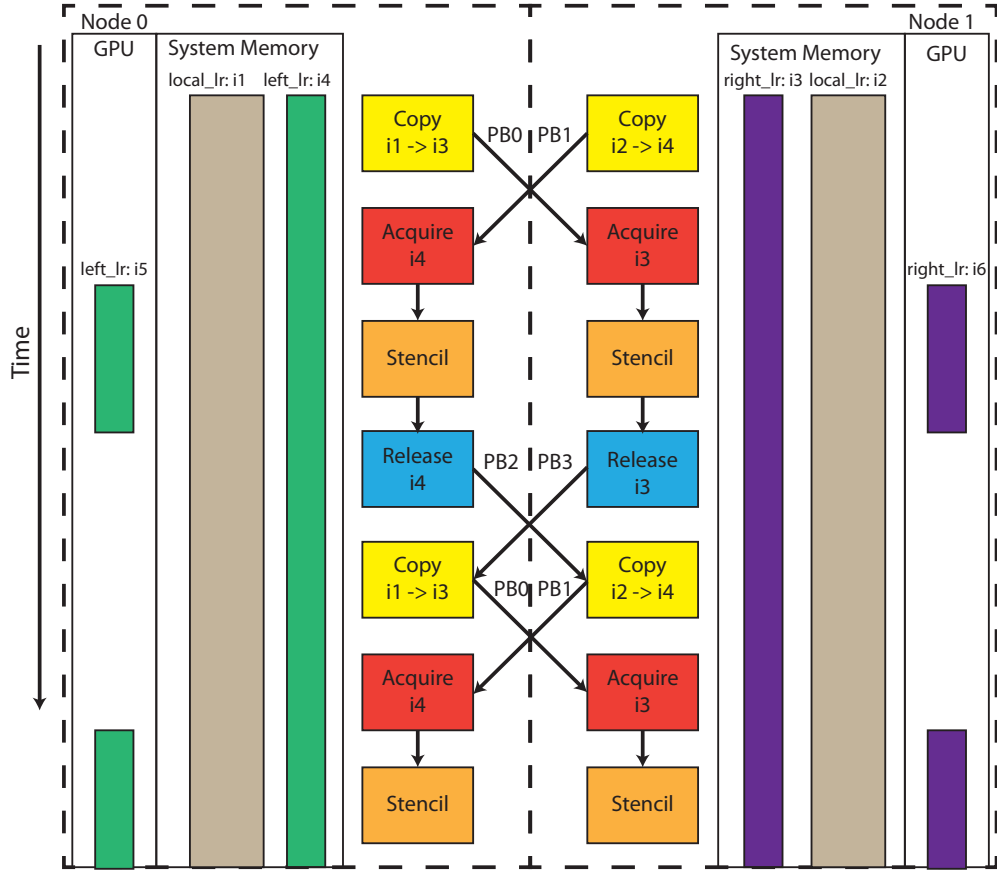 Node 0
Node 1
GPU
System Memory
System Memory
GPU
local_lr: i1
left_lr: i4
right_lr: i3
local_lr: i2
Copy
i1 -> i3
PB0
PB1
Copy
i2 -> i4
Acquire
i4
Acquire
i3
left_lr: i5
right_lr: i6
Time
Stencil
Stencil
Release
i4
PB2
PB3
Release
i3
Copy
i1 -> i3
PB0
PB1
Copy
i2 -> i4
Acquire
i4
Acquire
i3
Stencil
Stencil